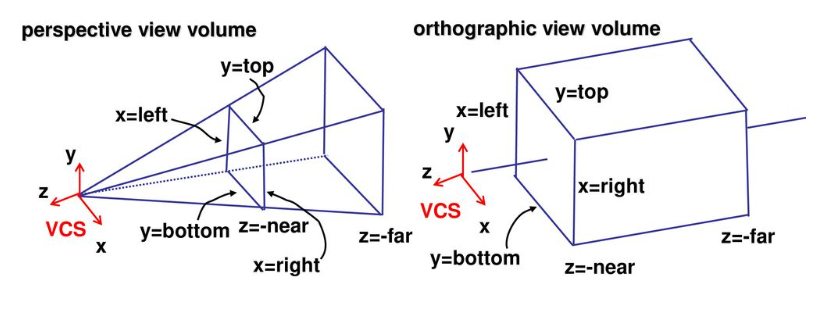 perspective view volume
y=top
x=left
y
z
VCS
x
y=bottom
z=-near
x=right
z=-far
orthographic view volume
y=top
x=left
y
z
VCS
x
x=right
y=bottom
z=-near
z=-far